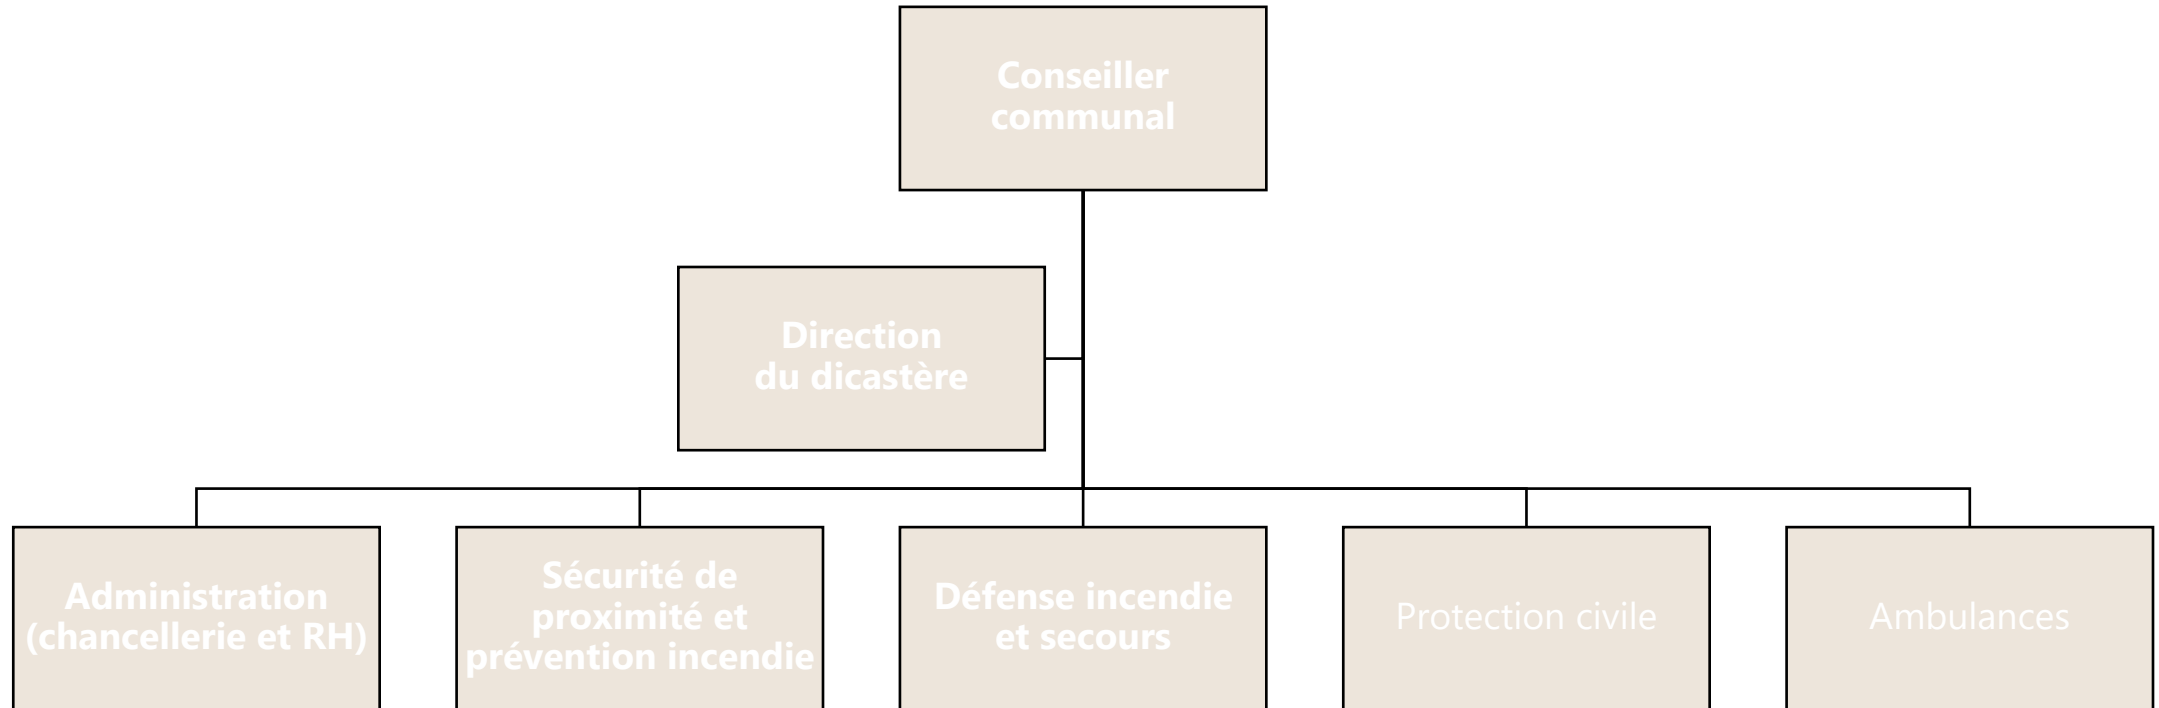 Conseiller
communal
Direction
du dicastère
Administration
(chancellerie et RH)
Sécurité de
proximité et
prévention incendie
Défense incendie
et secours
Protection civile
Ambulances